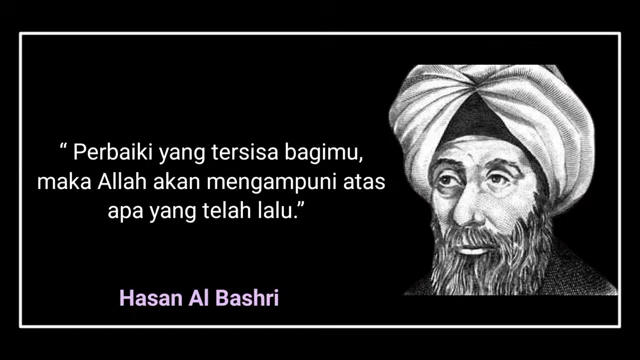 “ Perbaiki yang tersisa bagimu,
maka Allah akan mengampuni atas
apa yang telah lalu.”
Hasan Al Bashri